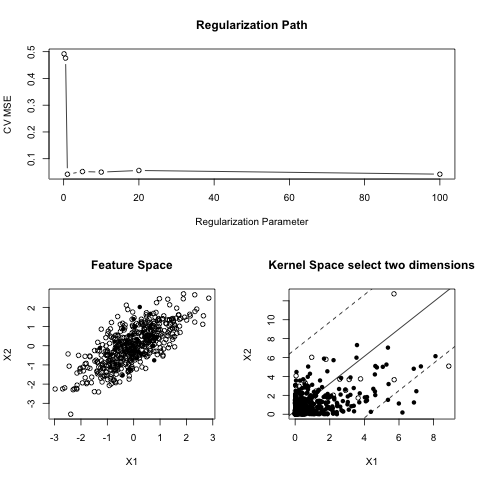 Regularization Path
CV MSE
0.5
0.4
0.3
0.2
0.1
0 20 40 60 80 100
Regularization Parameter
Feature Space
X2
2
1
0
-1
-2
-3
-3 -2 -1 0 1 2 3
X1
Kernel Space select two dimensions
X2
10
8
6
4
2
0
0 2 4 6 8
X1